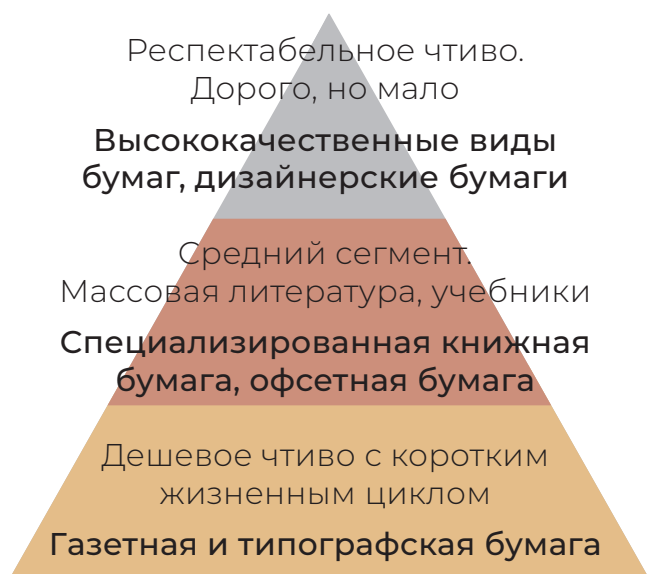 Респектабельное чтиво.
Дорого, но мало
Высококачественные виды
бумаг, дизайнерские бумаги
Средний сегмент.
Массовая литература, учебники
Специализированная книжная
бумага, офсетная бумага
Дешевое чтиво с коротким
жизненным циклом
Газетная и типографская бумага